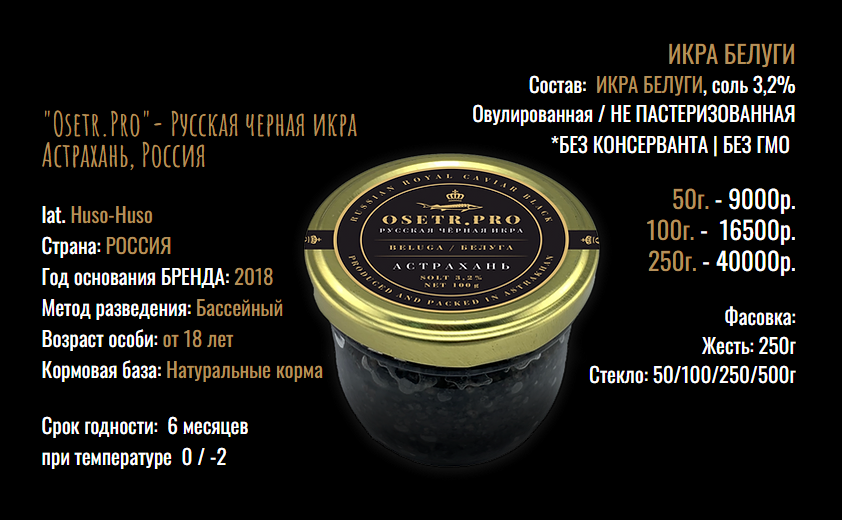 "Osetr.Pro" - Русская черная икра
Астрахань, Россия
lat. Huso-Huso
Страна: РОССИЯ
Год основания БРЕНДА: 2018
Метод разведения: Бассейный
Возраст особи: от 18 лет
Кормовая база: Натуральные корма
Срок годности: 6 месяцев
при температуре 0 / -2
RUSSIAN ROYAL CAVIAR BLACK
OSETR.PRO
РУССКАЯ ЧЁРНАЯ ИКРА
BELUGA / БЕЛУГА
АСТРАХАНЬ
SOLT 3,2%
NET 100 g
PRODUCED AND PACKED IN ASTRAKHAN
ИКРА БЕЛУГИ
Состав: ИКРА БЕЛУГИ, соль 3,2%
Овулированная / НЕ ПАСТЕРИЗОВАННАЯ
*БЕЗ КОНСЕРВАНТА | БЕЗ ГМО
50г. - 9000р.
100г. - 16500р.
250г. - 40000р.
Фасовка:
Жесть: 250г
Стекло: 50/100/250/500г